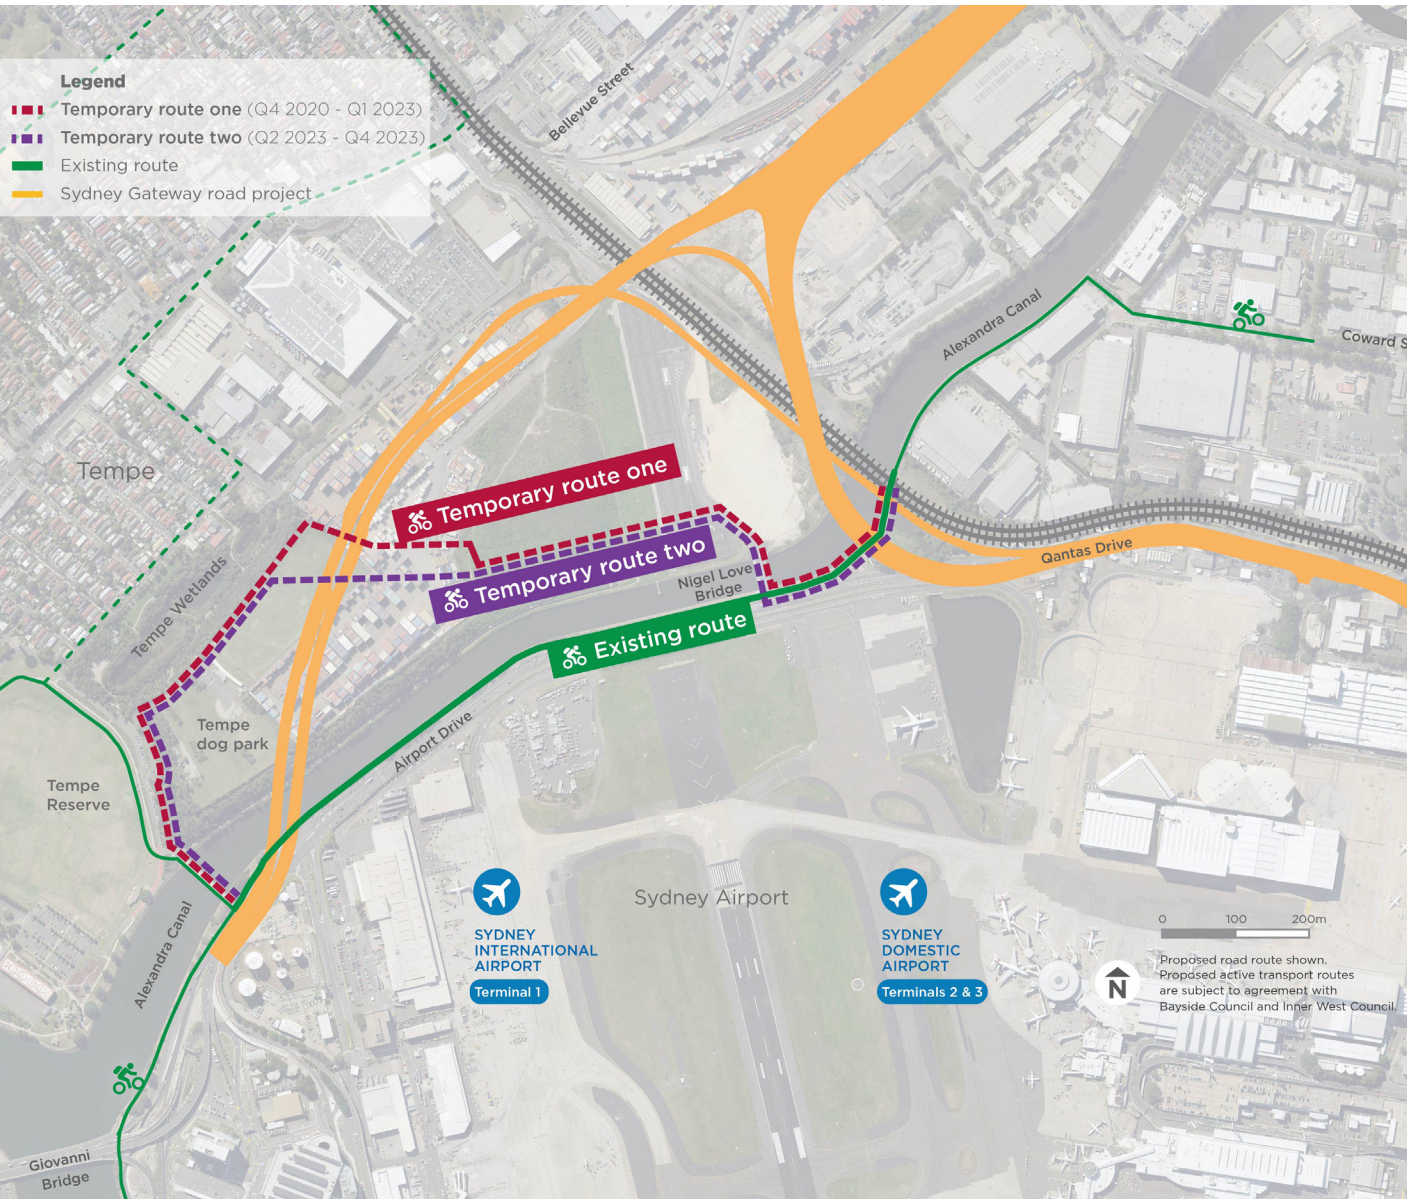 Legend
Temporary route one (Q4 2020 - Q1 2023)
Temporary route two (Q2 2023 - Q4 2023)
Existing route
Sydney Gateway road project
Bellevue Street
Alexandra Canal
Coward S
Tempe
Temporary route one
Temporary route two
Existing route
Nigel Love
Bridge
Qantas Drive
Tempe Wetlands
Tempe
dog park
Airport Drive
Tempe
Reserve
Alexandra Canal
Sydney Airport
SYDNEY
INTERNATIONAL
AIRPORT
Terminal 1
SYDNEY
DOMESTIC
AIRPORT
Terminals 2 & 3
0 100 200m
N
Proposed road route shown.
Proposed active transport routes
are subject to agreement with
Bayside Council and Inner West Council.
Giovanni
Bridge